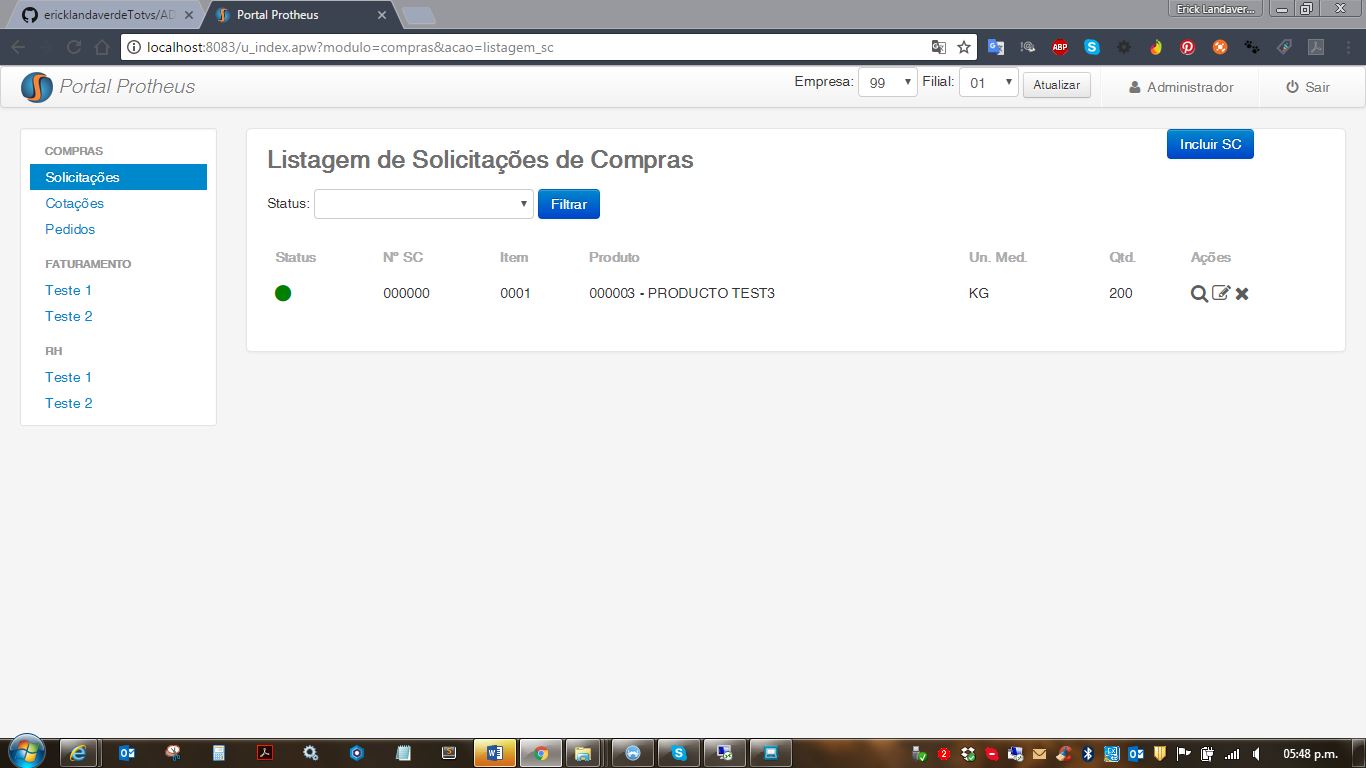 ericklandaverdeTotvs/AD
Portal Protheus
Erick Landaver...
localhost:8083/u_index.apw?modulo=compras&acao=listagem_sc
ABP
Portal Protheus
Empresa: 99 Filial: 01 Atualizar Administrador Sair
COMPRAS
Solicitações
Cotações
Pedidos
FATURAMENTO
Teste 1
Teste 2
RH
Teste 1
Teste 2
Listagem de Solicitações de Compras
Incluir SC
Status: Filtrar
Status Nº SC Item Produto Un. Med. Qtd. Ações
000000 0001 000003 - PRODUCTO TEST3 KG 200
05:48 p.m.